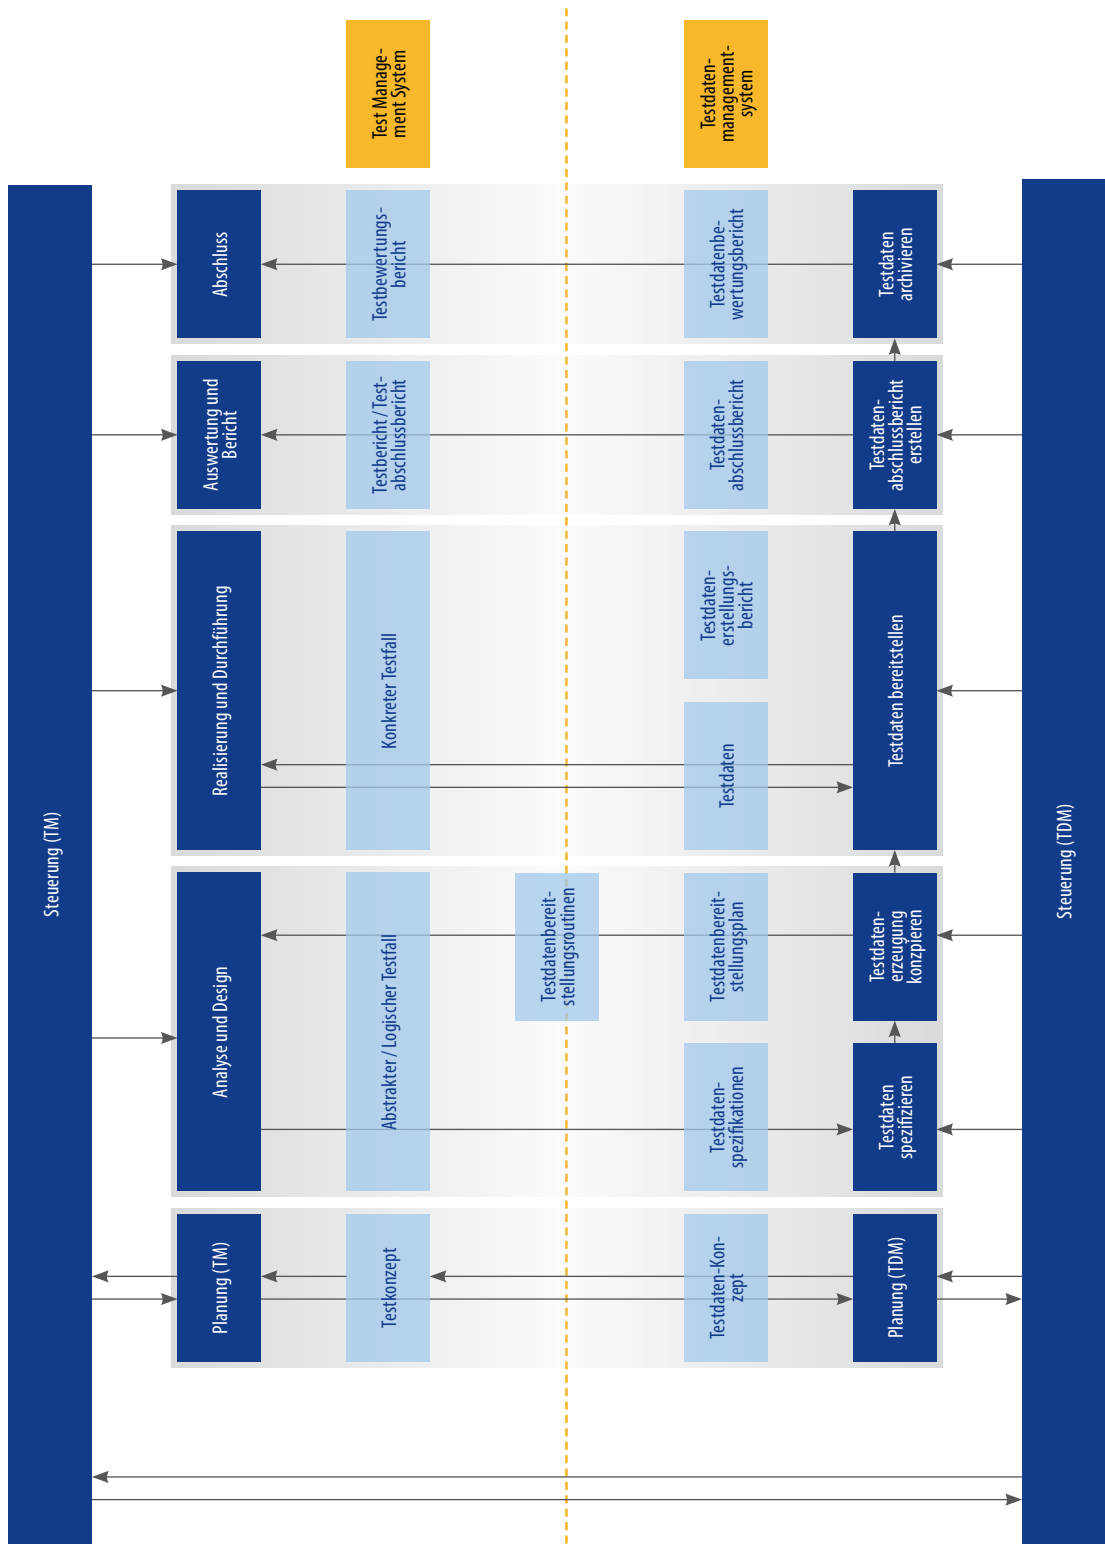 Steuerung (TM)
Planung (TM)
Analyse und Design
Realisierung und Durchführung
Auswertung und
Bericht
Abschluss
Testkonzept
Abstrakter / Logischer Testfall
Konkreter Testfall
Testbericht / Test-
abschlussbericht
Testbewertungs-
bericht
Test Manage-
ment System
Testdatenbereit-
stellungsroutinen
Testdaten-Kon-
zept
Testdaten-
spezifikationen
Testdatenbereit-
stellungsplan
Testdaten
Testdaten-
erstellungs-
bericht
Testdaten-
abschlussbericht
Testdatenbe-
wertungsbericht
Testdaten-
management-
system
Planung (TDM)
Testdaten
spezifizieren
Testdaten-
erzeugung
konzpieren
Testdaten bereitstellen
Testdaten-
abschlussbericht
erstellen
Testdaten
archivieren
Steuerung (TDM)